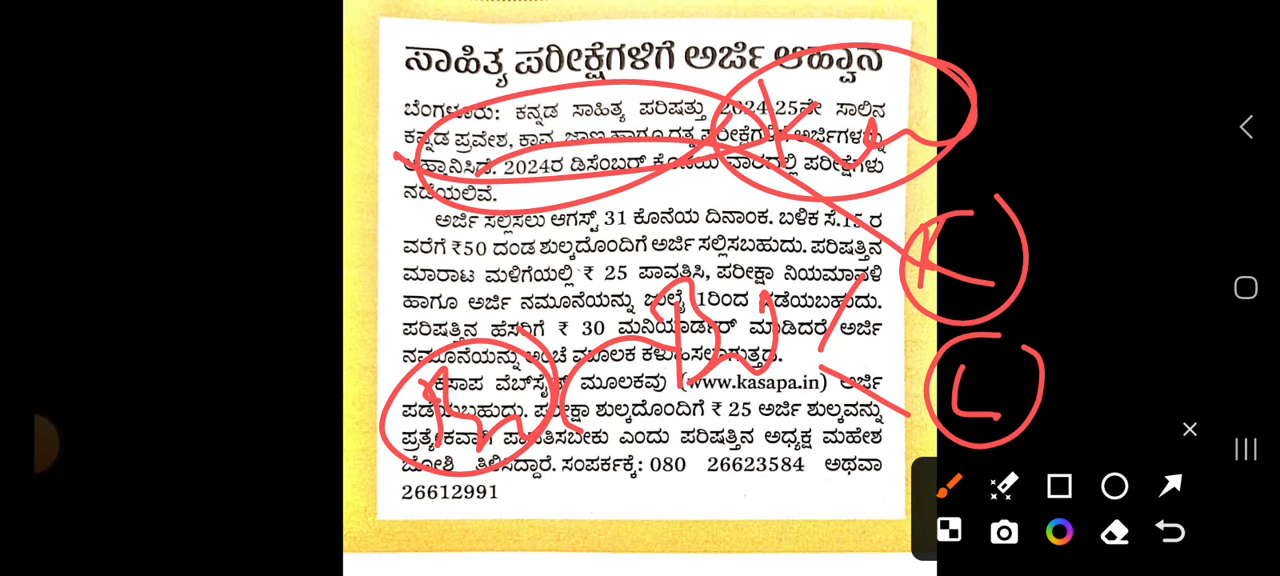 ಸಾಹಿತ್ಯ ಪರೀಕ್ಷೆಗಳಿಗೆ ಅರ್ಜಿ ಆಹ್ವಾನ
ಬೆಂಗಳೂರು: ಕನ್ನಡ ಸಾಹಿತ್ಯ ಪರಿಷತ್ತು 2024-25ನೇ ಸಾಲಿನ
ಕನ್ನಡ ಪ್ರವೇಶ, ಕಾವ, ಜಾಣ ಹಾಗೂ ರತ್ನ ಪರೀಕ್ಷೆಗಳಿಗೆ ಅರ್ಜಿಗಳನ್ನು
ಆಹ್ವಾನಿಸಿದೆ. 2024ರ ಡಿಸೆಂಬರ್ ಕೊನೆಯ ವಾರದಲ್ಲಿ ಪರೀಕ್ಷೆಗಳು
ನಡೆಯಲಿವೆ.
ಅರ್ಜಿ ಸಲ್ಲಿಸಲು ಆಗಸ್ಟ್ 31 ಕೊನೆಯ ದಿನಾಂಕ. ಬಳಿಕ ಸೆ.15 ರ
ವರೆಗೆ ₹50 ದಂಡ ಶುಲ್ಕದೊಂದಿಗೆ ಅರ್ಜಿ ಸಲ್ಲಿಸಬಹುದು. ಪರಿಷತ್ತಿನ
ಮಾರಾಟ ಮಳಿಗೆಯಲ್ಲಿ ₹ 25 ಪಾವತಿಸಿ, ಪರೀಕ್ಷಾ ನಿಯಮಾವಳಿ
ಹಾಗೂ ಅರ್ಜಿ ನಮೂನೆಯನ್ನು ಜುಲೈ 1ರಿಂದ ಪಡೆಯಬಹುದು.
ಪರಿಷತ್ತಿನ ಹೆಸರಿಗೆ ₹ 30 ಮನಿಯಾರ್ಡರ್ ಮಾಡಿದರೆ ಅರ್ಜಿ
ನಮೂನೆಯನ್ನು ಅಂಚೆ ಮೂಲಕ ಕಳುಹಿಸಲಾಗುತ್ತದೆ.
ಕಸಾಪ ವೆಬ್‌ಸೈಟ್ ಮೂಲಕವು (www.kasapa.in) ಅರ್ಜಿ
ಪಡೆಯಬಹುದು. ಪರೀಕ್ಷಾ ಶುಲ್ಕದೊಂದಿಗೆ ₹ 25 ಅರ್ಜಿ ಶುಲ್ಕವನ್ನು
ಪ್ರತ್ಯೇಕವಾಗಿ ಪಾವತಿಸಬೇಕು ಎಂದು ಪರಿಷತ್ತಿನ ಅಧ್ಯಕ್ಷ ಮಹೇಶ
ಜೋಶಿ ತಿಳಿಸಿದ್ದಾರೆ. ಸಂಪರ್ಕಕ್ಕೆ: 080 26623584 ಅಥವಾ
26612991